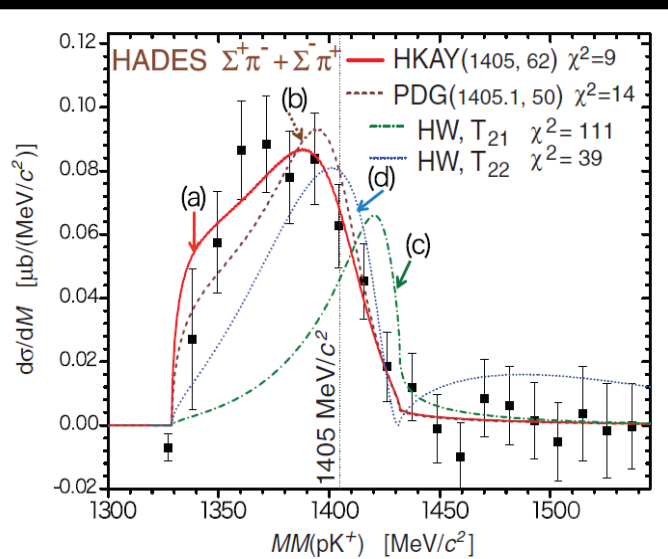 HADES Σ⁺π⁻ + Σ⁻π⁺
HKAY(1405, 62) χ²=9
PDG(1405.1, 50) χ²=14
HW, T₂₁ χ²= 111
HW, T₂₂ χ²= 39
(a)
(b)
(c)
(d)
1405 MeV/c²
dσ/dM [μb/(MeV/c²)]
0.12
0.10
0.08
0.06
0.04
0.02
0.00
-0.02
1300 1350 1400 1450 1500
MM(pK⁺) [MeV/c²]